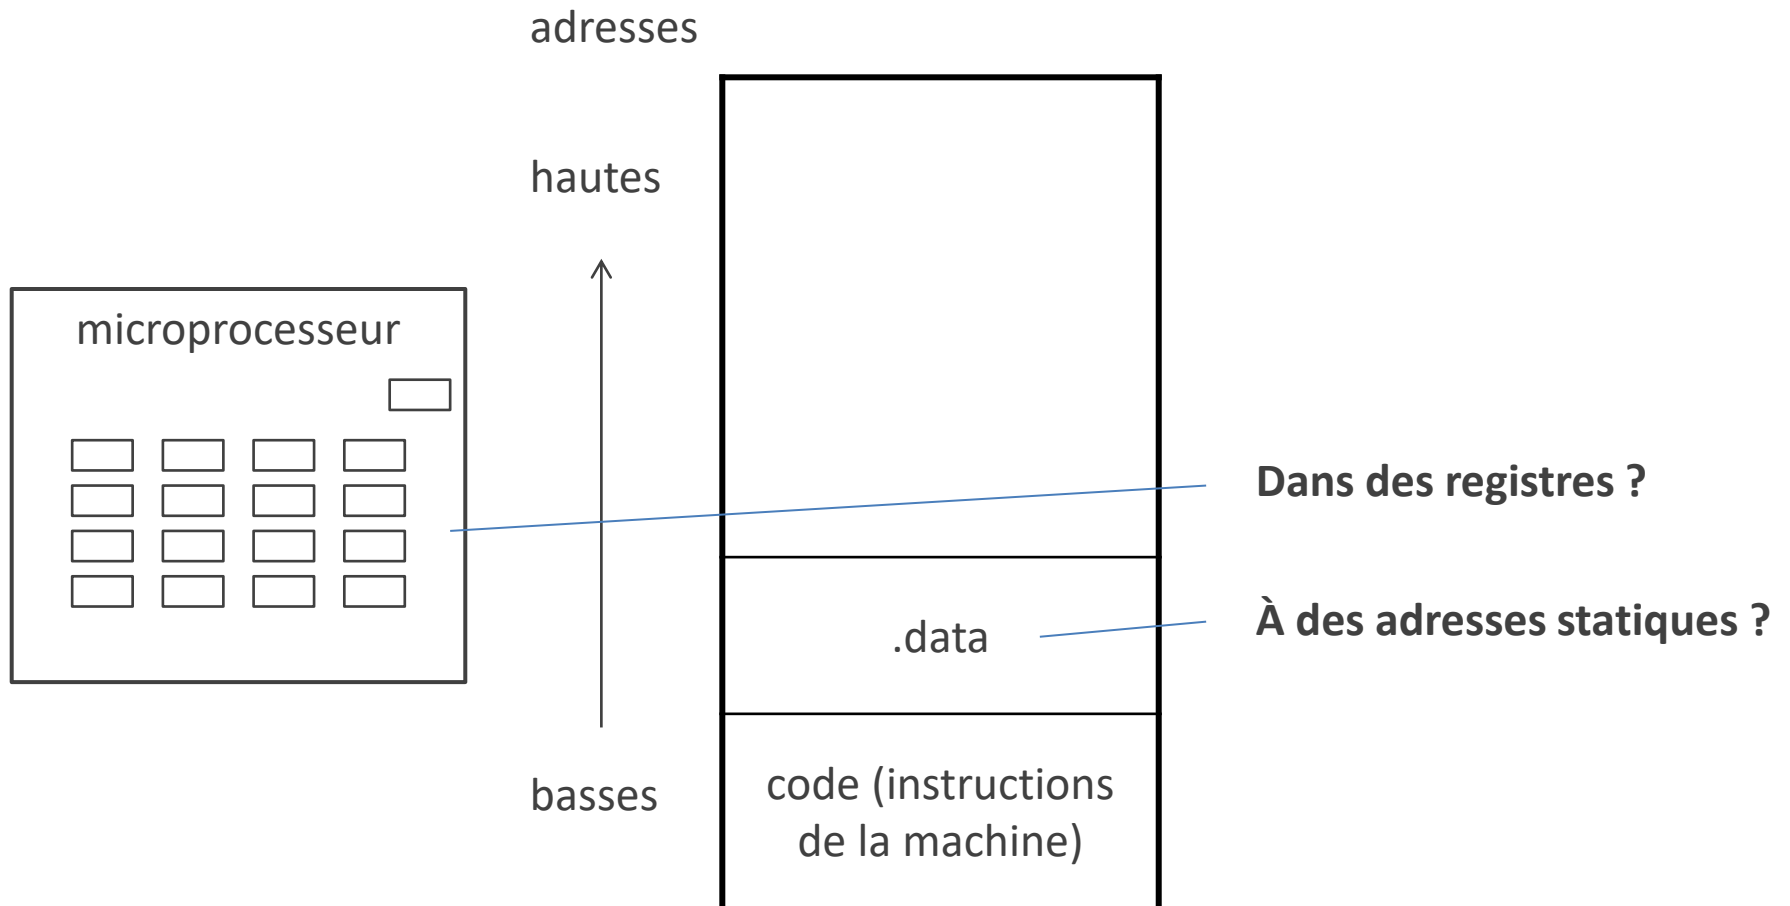 adresses
hautes
microprocesseur
Dans des registres ?
À des adresses statiques ?
.data
basses
code (instructions
de la machine)